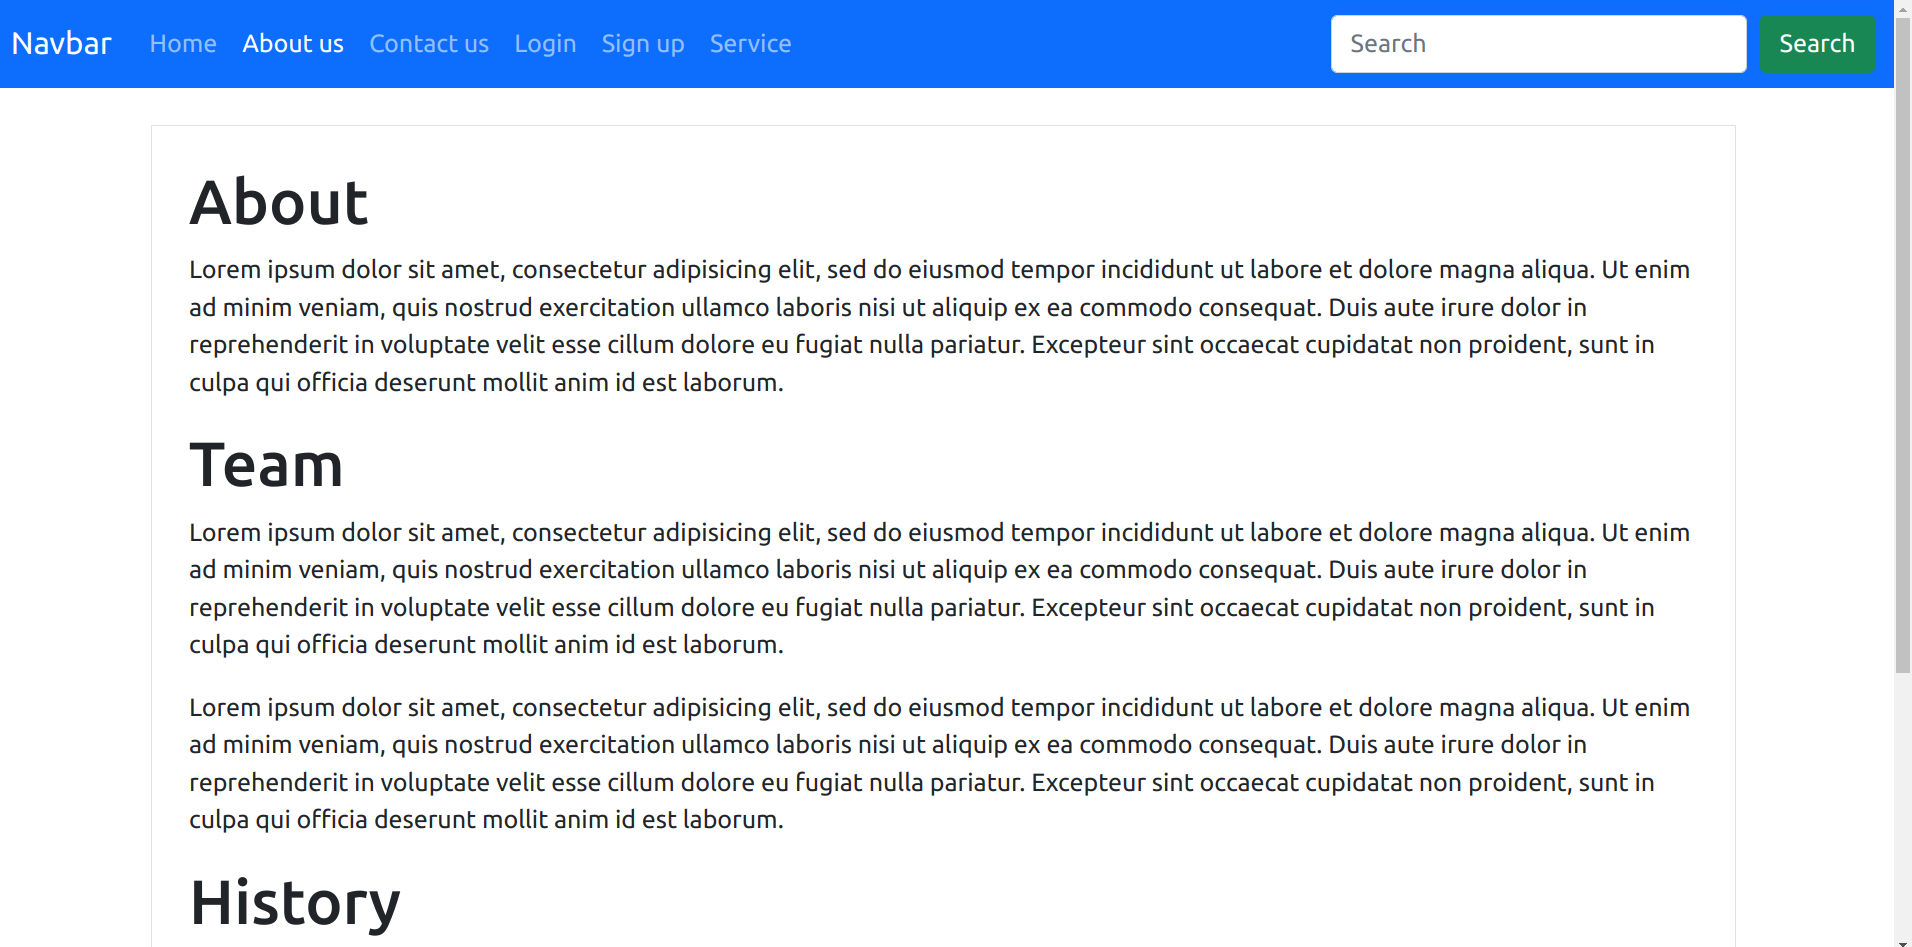 Navbar Home About us Contact us Login Sign up Service Search Search
About
Lorem ipsum dolor sit amet, consectetur adipisicing elit, sed do eiusmod tempor incididunt ut labore et dolore magna aliqua. Ut enim
ad minim veniam, quis nostrud exercitation ullamco laboris nisi ut aliquip ex ea commodo consequat. Duis aute irure dolor in
reprehenderit in voluptate velit esse cillum dolore eu fugiat nulla pariatur. Excepteur sint occaecat cupidatat non proident, sunt in
culpa qui officia deserunt mollit anim id est laborum.
Team
Lorem ipsum dolor sit amet, consectetur adipisicing elit, sed do eiusmod tempor incididunt ut labore et dolore magna aliqua. Ut enim
ad minim veniam, quis nostrud exercitation ullamco laboris nisi ut aliquip ex ea commodo consequat. Duis aute irure dolor in
reprehenderit in voluptate velit esse cillum dolore eu fugiat nulla pariatur. Excepteur sint occaecat cupidatat non proident, sunt in
culpa qui officia deserunt mollit anim id est laborum.
Lorem ipsum dolor sit amet, consectetur adipisicing elit, sed do eiusmod tempor incididunt ut labore et dolore magna aliqua. Ut enim
ad minim veniam, quis nostrud exercitation ullamco laboris nisi ut aliquip ex ea commodo consequat. Duis aute irure dolor in
reprehenderit in voluptate velit esse cillum dolore eu fugiat nulla pariatur. Excepteur sint occaecat cupidatat non proident, sunt in
culpa qui officia deserunt mollit anim id est laborum.
History